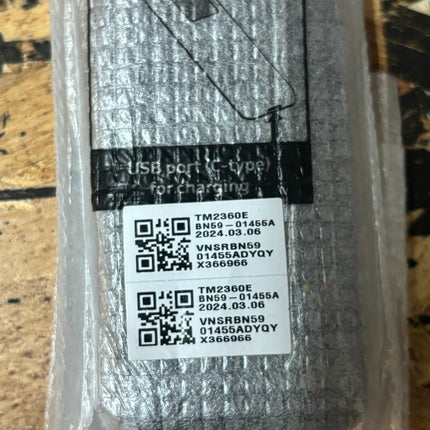 USB port (C-type)
for charging
TM2360E
BN59-01455A
2024.03.06
VNSRBN59
01455ADYQY
X366966
TM2360E
BN59-01455A
2024.03.06
VNSRBN59
01455ADYQY
X366966